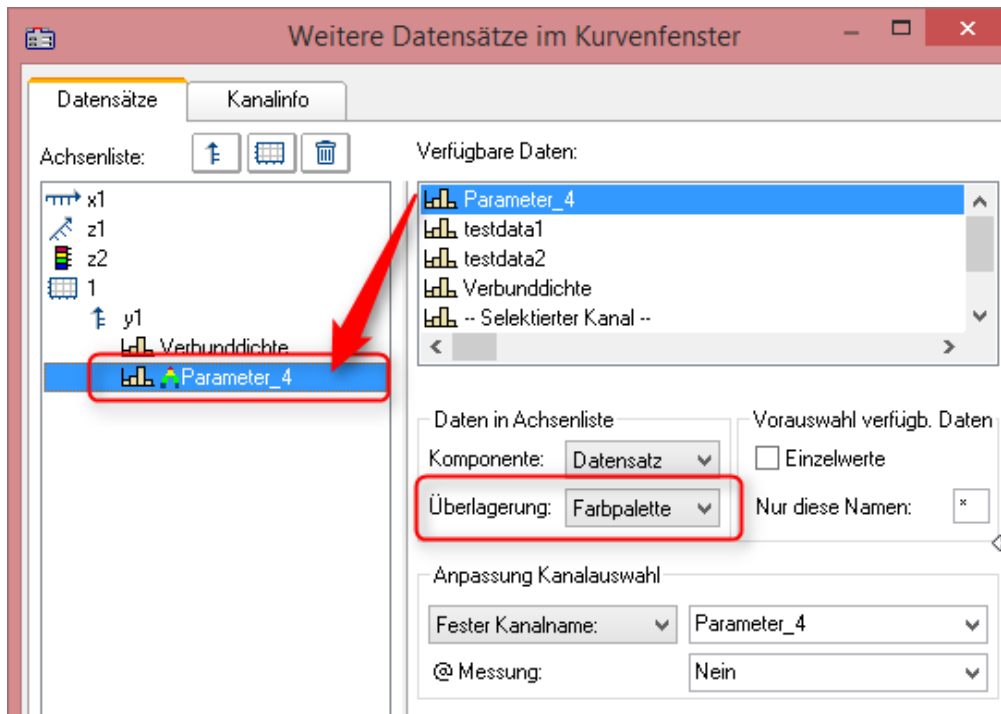 Weitere Datensätze im Kurvenfenster
Datensätze
Kanalinfo
Achsenliste:
x1
z1
z2
1
y1
Verbunddichte
Parameter_4
Verfügbare Daten:
Parameter_4
testdata1
testdata2
Verbunddichte
-- Selektierter Kanal --
Daten in Achsenliste
Komponente: Datensatz
Überlagerung: Farbpalette
Vorauswahl verfügb. Daten
Einzelwerte
Nur diese Namen: *
Anpassung Kanalauswahl
Fester Kanalname: Parameter_4
@ Messung: Nein